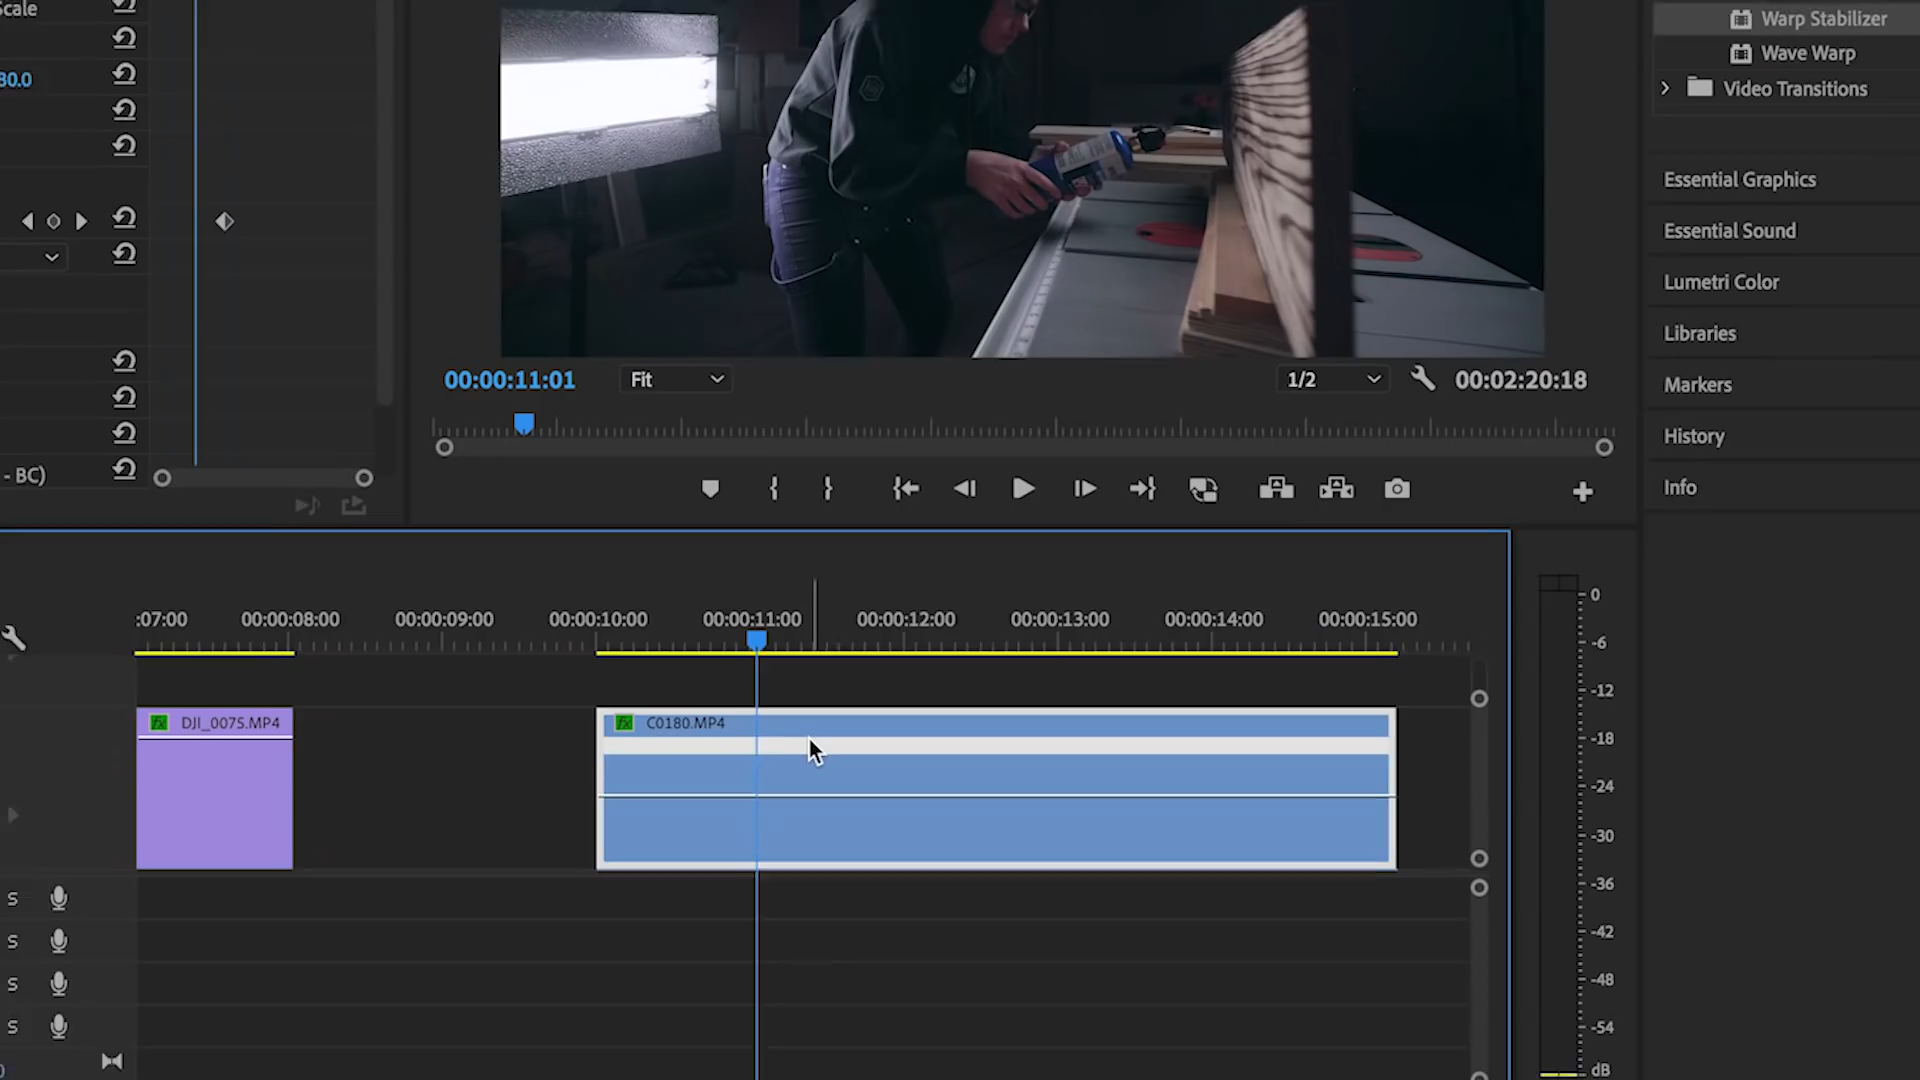 Scale
80.0
- BC)
Warp Stabilizer
Wave Warp
Video Transitions
Essential Graphics
Essential Sound
Lumetri Color
Libraries
Markers
History
Info
00:00:11:01
Fit
1/2
00:02:20:18
:07:00
00:00:08:00
00:00:09:00
00:00:10:00
00:00:11:00
00:00:12:00
00:00:13:00
00:00:14:00
00:00:15:00
fx DJI_0075.MP4
fx C0180.MP4
S
S
S
S
0
0
-6
-12
-18
-24
-30
-36
-42
-48
-54
dB